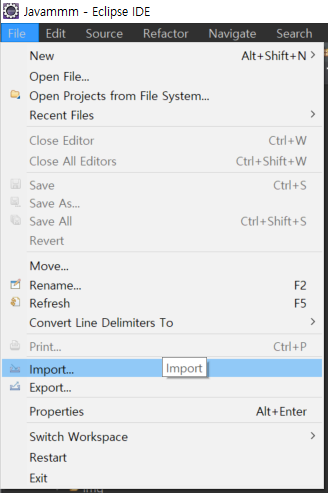 Javammm - Eclipse IDE
File Edit Source Refactor Navigate Search
New Alt+Shift+N >
Open File...
Open Projects from File System...
Recent Files >
Close Editor Ctrl+W
Close All Editors Ctrl+Shift+W
Save Ctrl+S
Save As...
Save All Ctrl+Shift+S
Revert
Move...
Rename... F2
Refresh F5
Convert Line Delimiters To >
Print... Ctrl+P
Import... Import
Export...
Properties Alt+Enter
Switch Workspace >
Restart
Exit